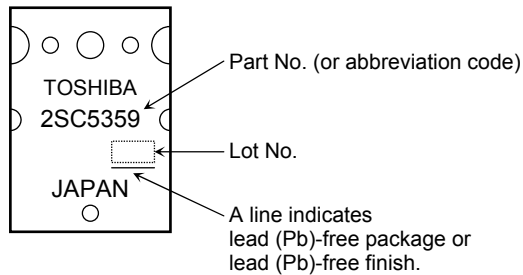 TOSHIBA
2SC5359
JAPAN
Part No. (or abbreviation code)
Lot No.
A line indicates
lead (Pb)-free package or
lead (Pb)-free finish.